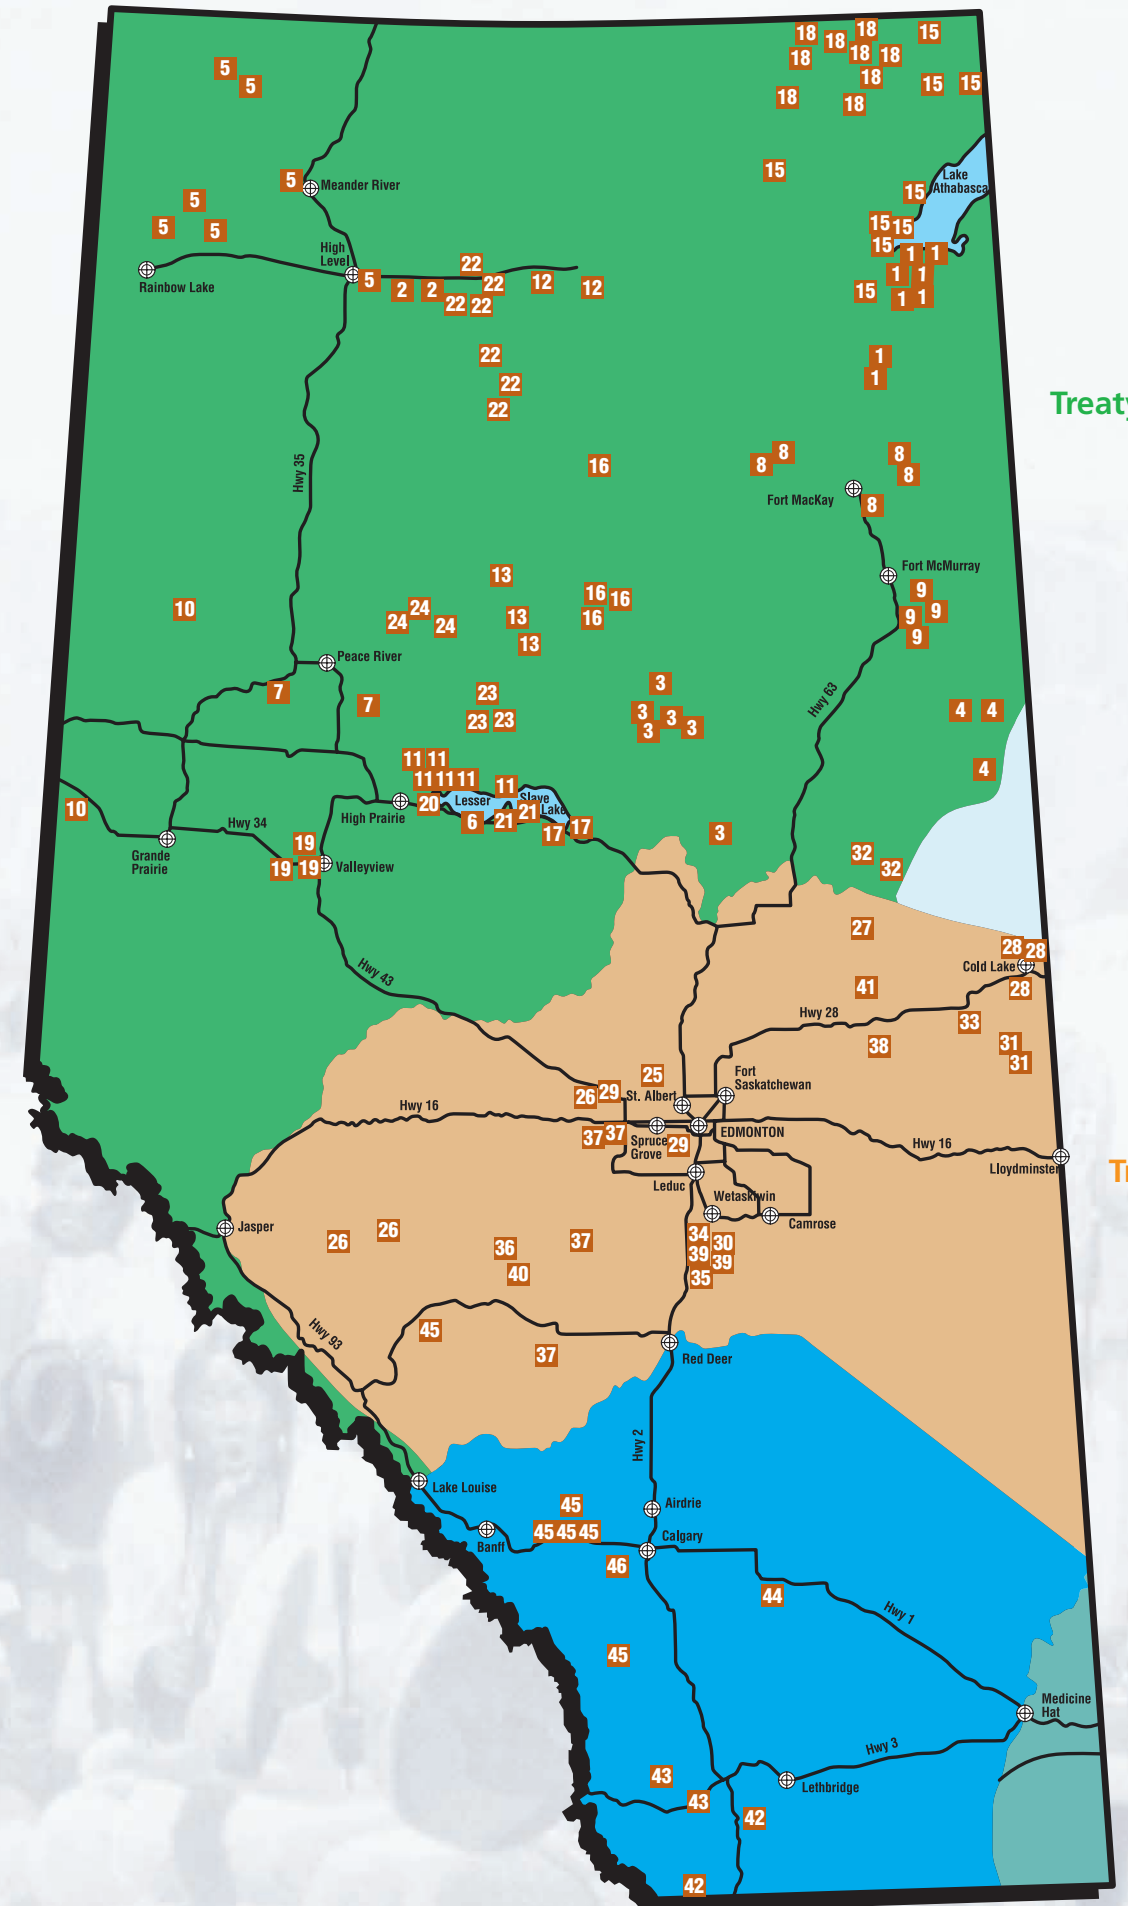 18
18
18
15
18
18
18
5
18
5
15
15
18
18
15
Lake
Athabasca
5
Meander River
15
5
5
5
15
15
High
Level
15
1
1
Rainbow Lake
5
22
1
1
2
2
22
12
12
15
1
1
22
22
22
1
22
1
22
Treaty
Hwy 35
16
8
8
8
8
Fort MacKay
8
Fort McMurray
13
9
16
16
10
24
9
24
24
13
16
9
13
9
Peace River
3
7
23
7
Hwy 63
3
3
4
4
23
23
3
3
11
11
4
11
11
11
11
10
20
Lesser
Slave
Lake
High Prairie
6
21
21
Hwy 34
17
17
3
Grande
Prairie
19
19
19
Valleyview
32
32
27
28
28
Cold Lake
Hwy 43
41
28
Hwy 28
33
38
31
31
25
Fort
Saskatchewan
26
29
St. Albert
Hwy 16
EDMONTON
37
37
Spruce
Grove
29
Hwy 16
Lloydminster
Tr
Leduc
Wetaskiwin
Jasper
Camrose
26
26
36
37
34
30
39
39
40
35
Hwy 93
45
37
Red Deer
Hwy 2
Lake Louise
45
Airdrie
45
45
45
Banff
Calgary
46
44
Hwy 1
45
Medicine
Hat
Hwy 3
43
Lethbridge
43
42
42